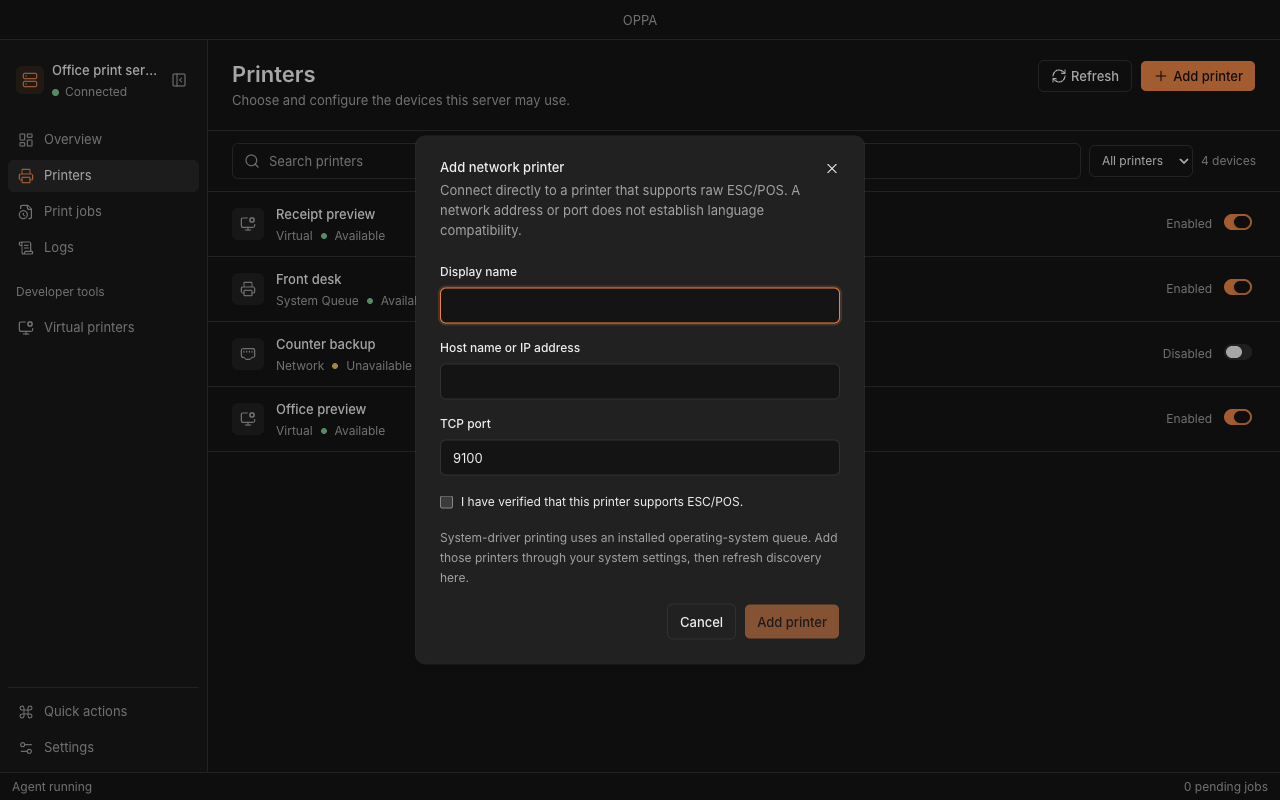 OPPA
Office print ser...
Connected
Overview
Printers
Print jobs
Logs
Developer tools
Virtual printers
Quick actions
Settings
Printers
Choose and configure the devices this server may use.
Refresh
Add printer
Search printers
All printers
4 devices
Receipt preview
Virtual
Available
Enabled
Front desk
System Queue
Availa
Enabled
Counter backup
Network
Unavailable
Disabled
Office preview
Virtual
Available
Enabled
Add network printer
Connect directly to a printer that supports raw ESC/POS. A
network address or port does not establish language
compatibility.
Display name
Host name or IP address
TCP port
9100
I have verified that this printer supports ESC/POS.
System-driver printing uses an installed operating-system queue. Add
those printers through your system settings, then refresh discovery
here.
Cancel
Add printer
Agent running
0 pending jobs